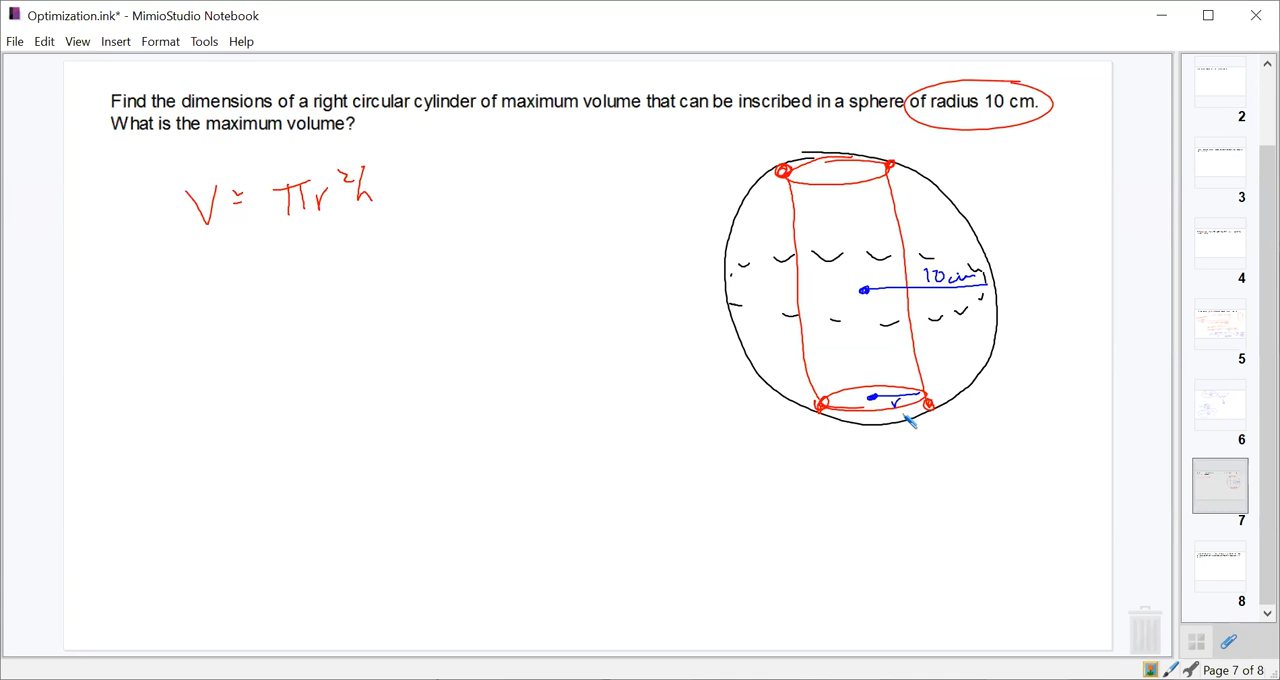 Optimization.ink* - MimioStudio Notebook
File Edit View Insert Format Tools Help
Find the dimensions of a right circular cylinder of maximum volume that can be inscribed in a sphere of radius 10 cm.
What is the maximum volume?
V = πr²h
10cm
r
2
3
4
5
6
7
8
Page 7 of 8